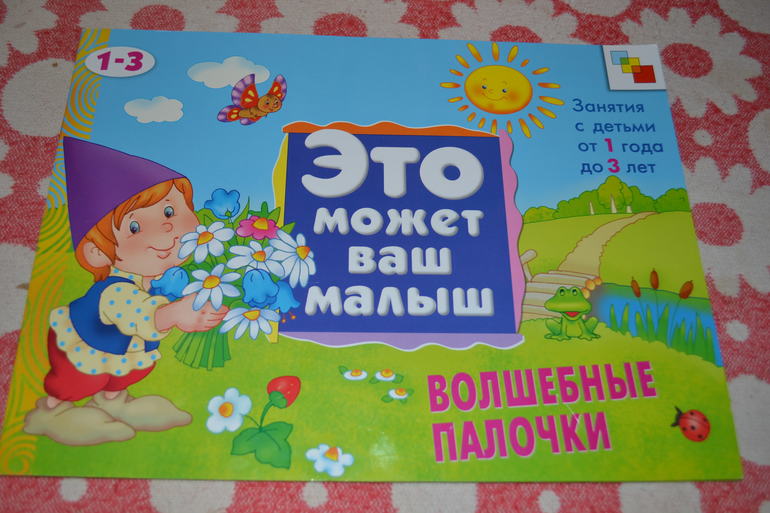 1-3
Занятия
с детьми
от 1 года
до 3 лет
Это
может
ваш
малыш
ВОЛШЕБНЫЕ
ПАЛОЧКИ